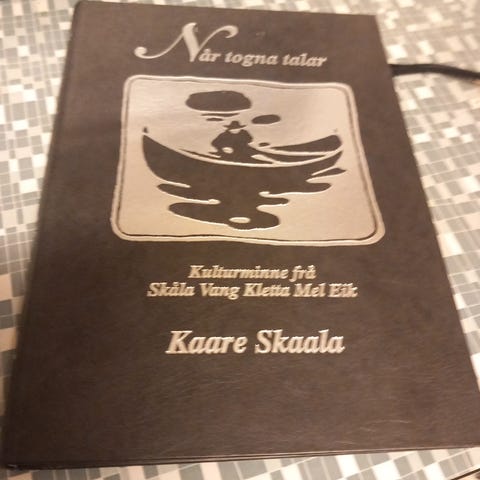 Når togna talar
Kulturminne frå
Skåla Vang Kletta Mel Eik
Kaare Skaala